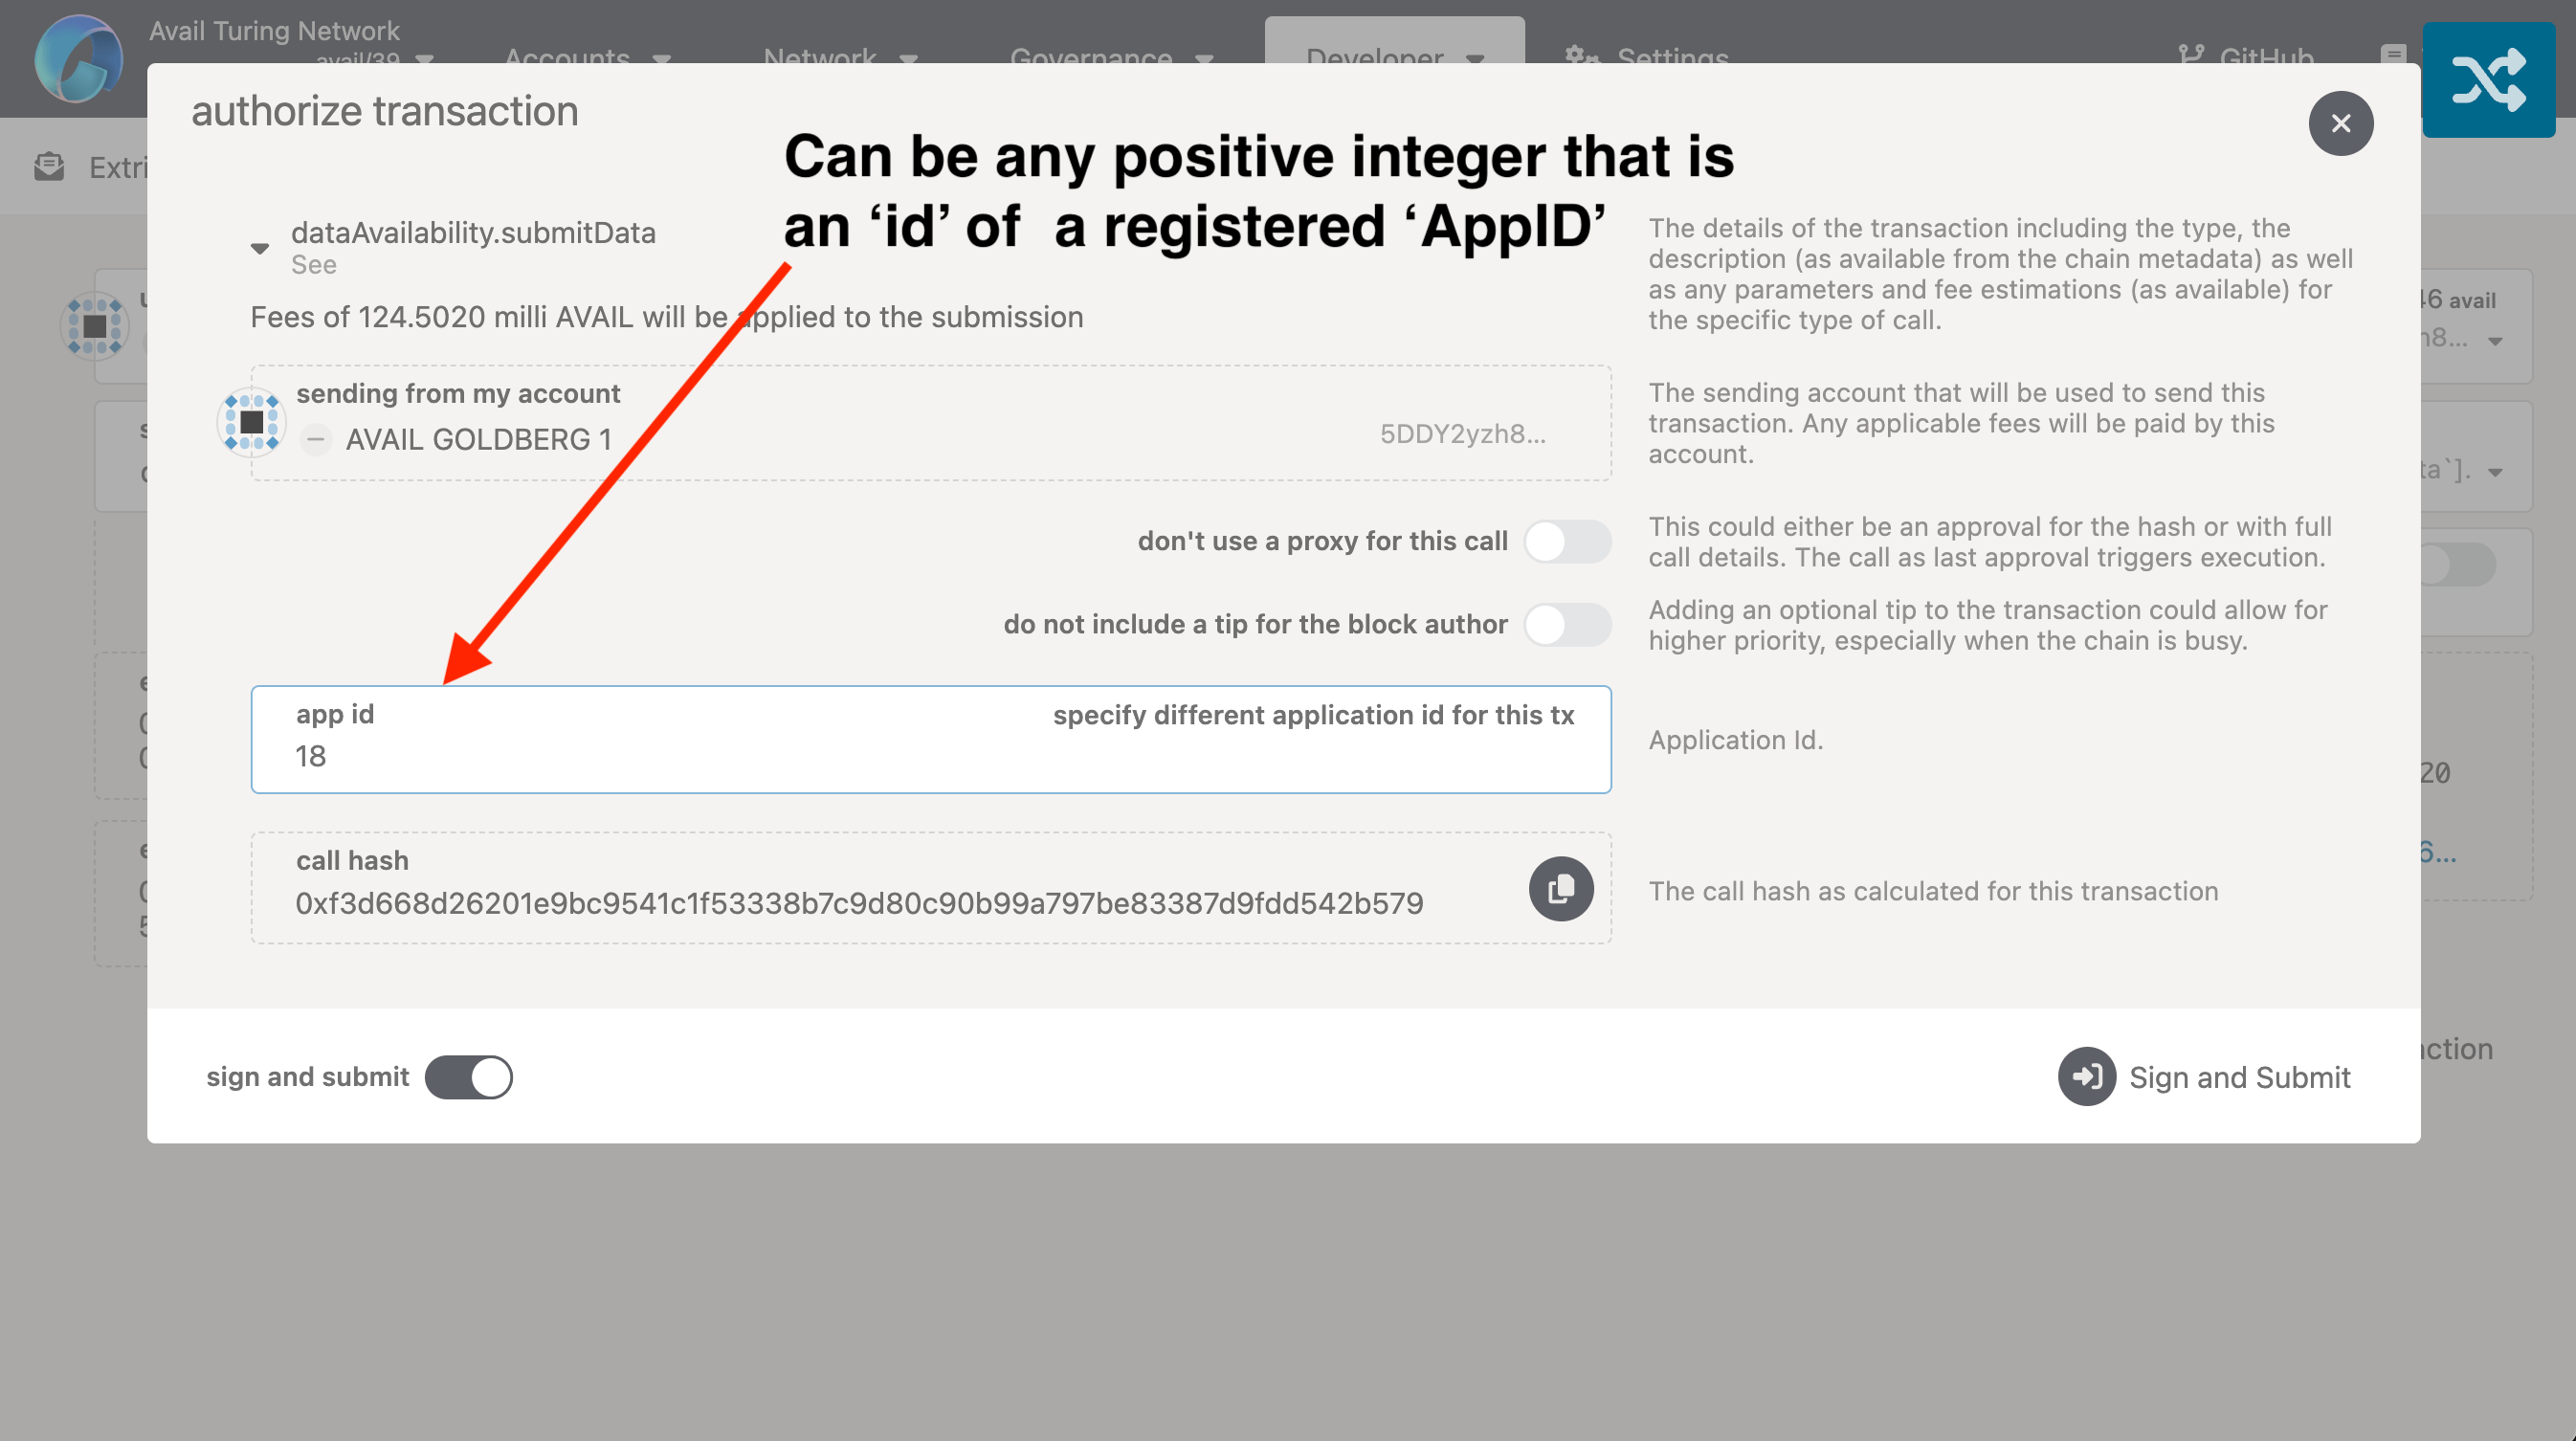 Avail Turing Network
avail/39
Accounts
Network
Governance
Developer
Settings
GitHub
authorize transaction
Can be any positive integer that is
an ‘id’ of a registered ‘AppID’
dataAvailability.submitData
See
Fees of 124.5020 milli AVAIL will be applied to the submission
The details of the transaction including the type, the
description (as available from the chain metadata) as well
as any parameters and fee estimations (as available) for
the specific type of call.
sending from my account
AVAIL GOLDBERG 1
5DDY2yzh8...
The sending account that will be used to send this
transaction. Any applicable fees will be paid by this
account.
don't use a proxy for this call
This could either be an approval for the hash or with full
call details. The call as last approval triggers execution.
do not include a tip for the block author
Adding an optional tip to the transaction could allow for
higher priority, especially when the chain is busy.
app id
specify different application id for this tx
18
Application Id.
call hash
0xf3d668d26201e9bc9541c1f53338b7c9d80c90b99a797be83387d9fdd542b579
The call hash as calculated for this transaction
sign and submit
Sign and Submit